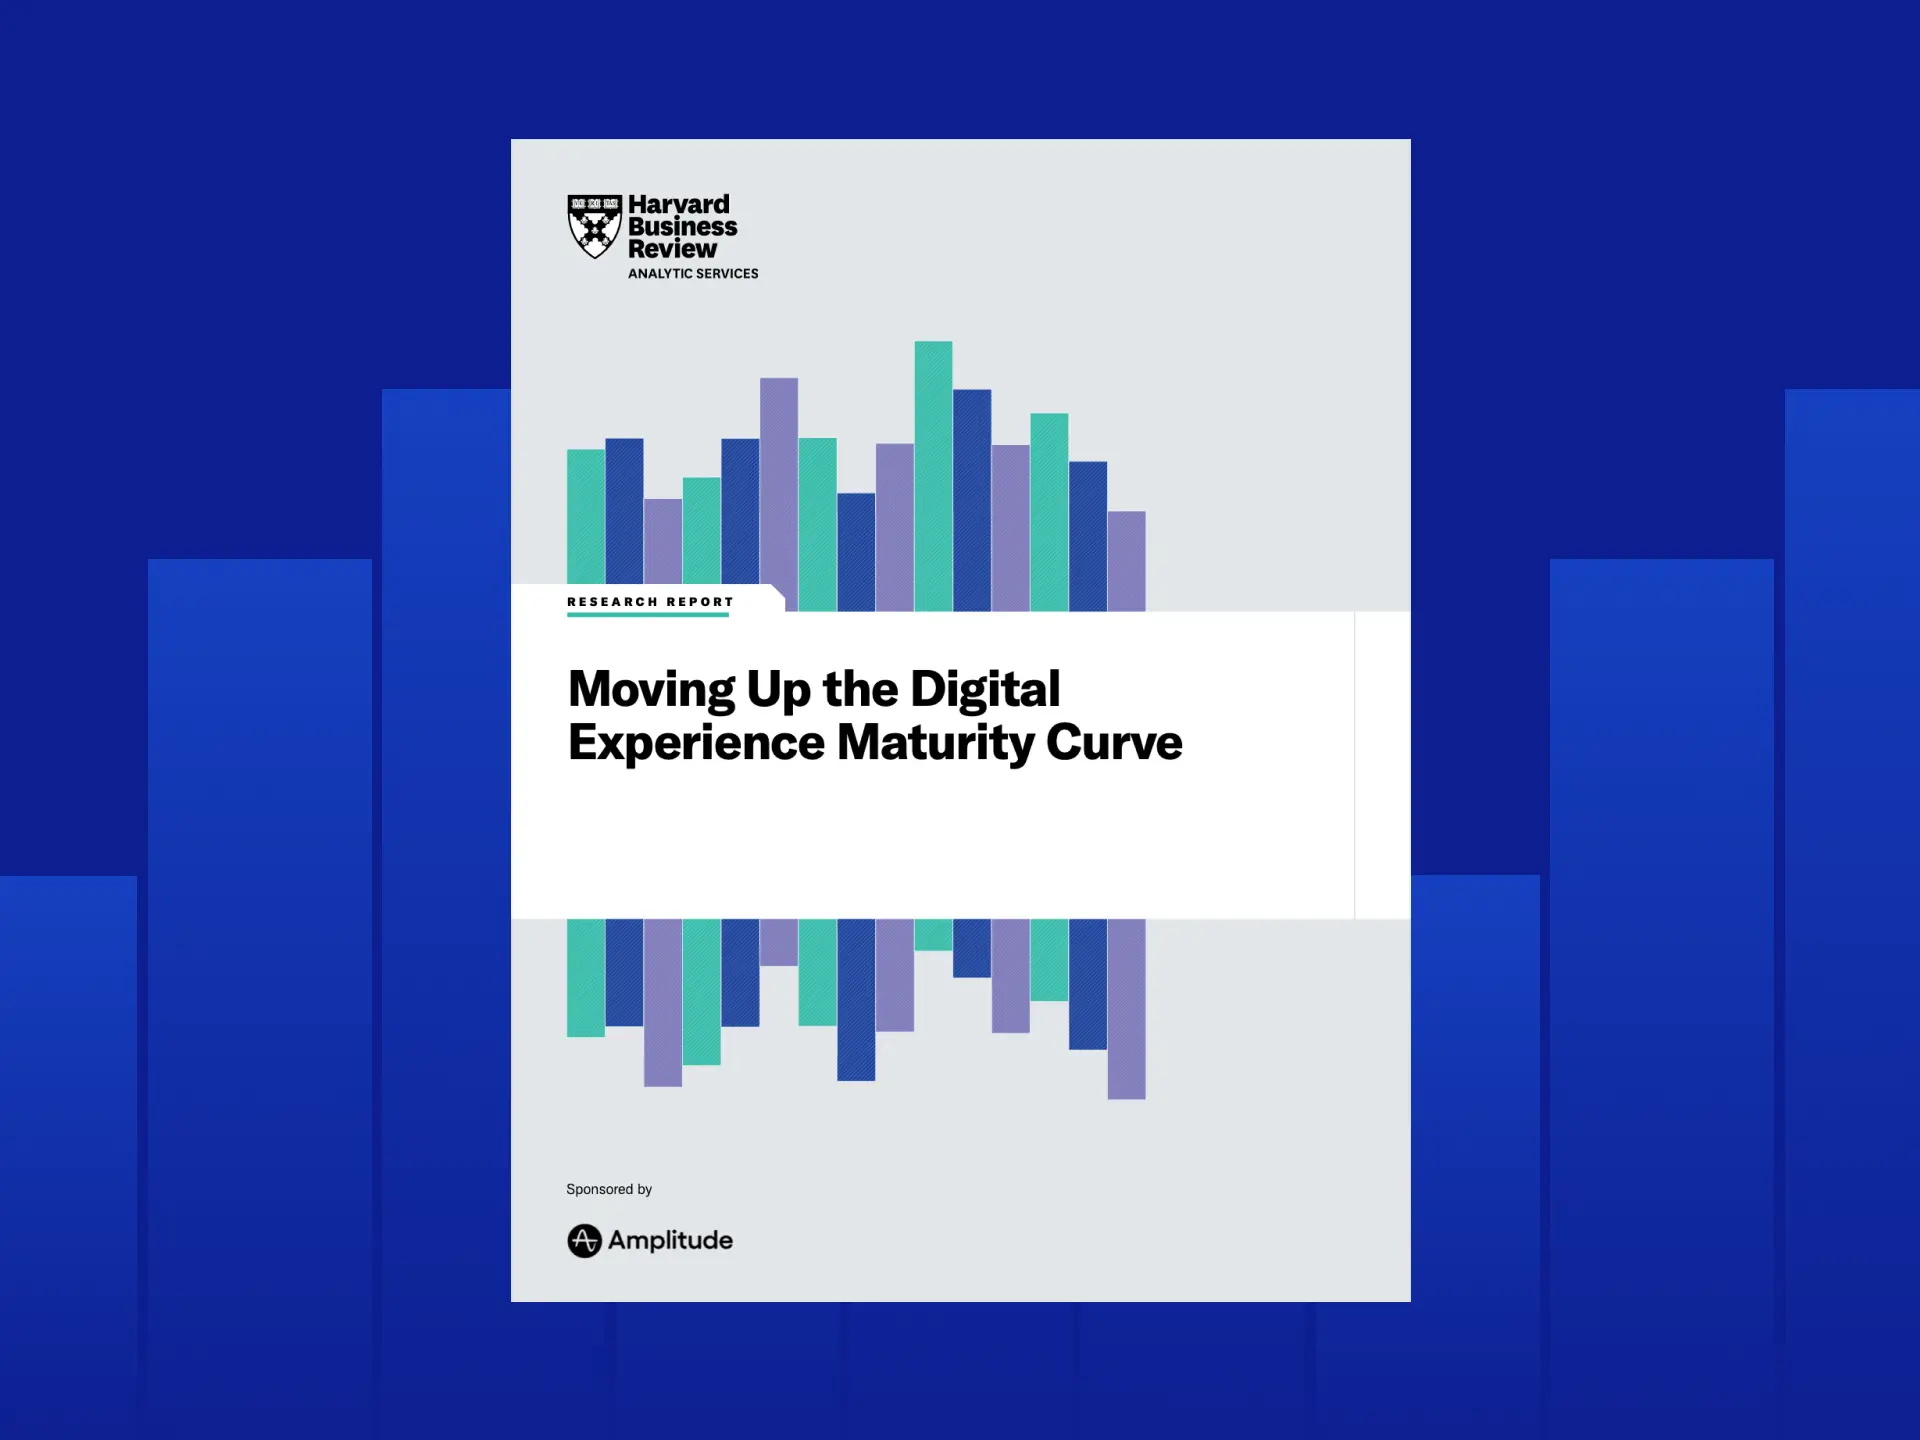 Harvard
Business
Review
ANALYTIC SERVICES
RESEARCH REPORT
Moving Up the Digital
Experience Maturity Curve
Sponsored by
Amplitude